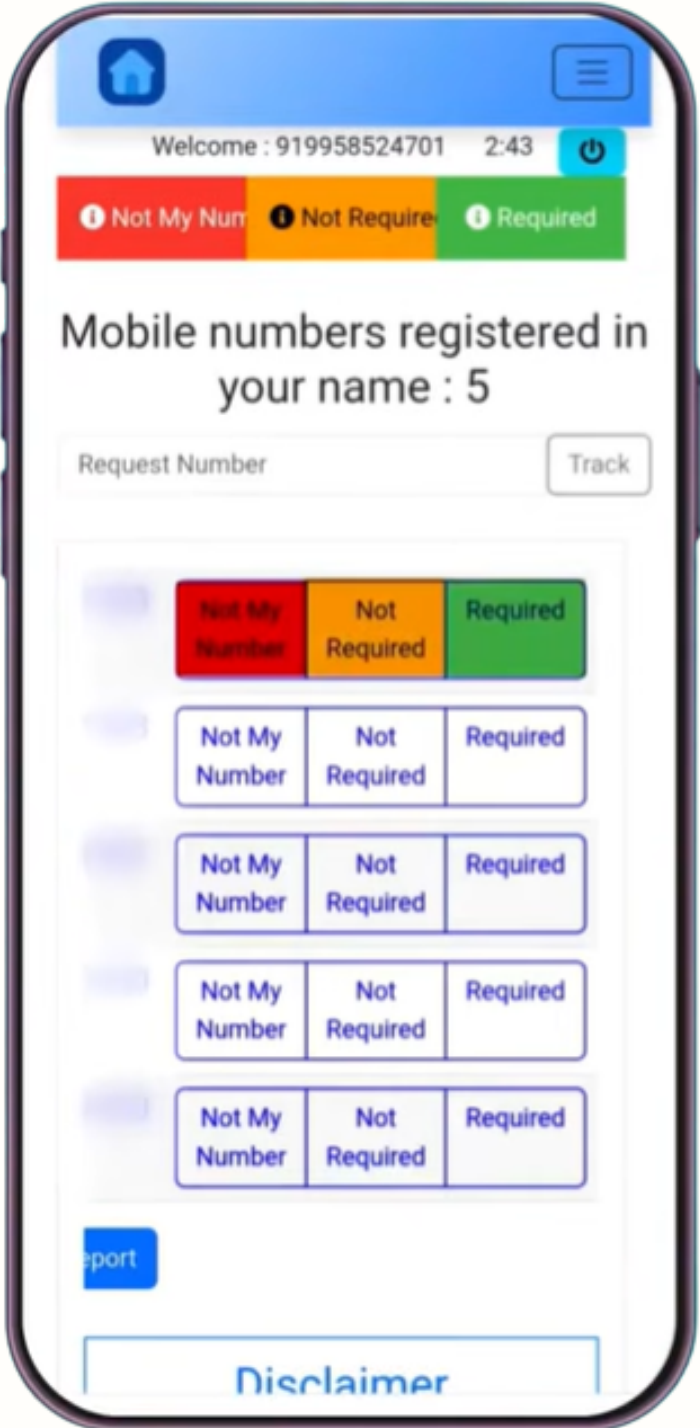 Welcome : 919958524701 2:43
Not My Num Not Require Required
Mobile numbers registered in
your name : 5
Request Number Track
Not My Number Not Required Required
Not My Number Not Required Required
Not My Number Not Required Required
Not My Number Not Required Required
Not My Number Not Required Required
eport
Disclaimer